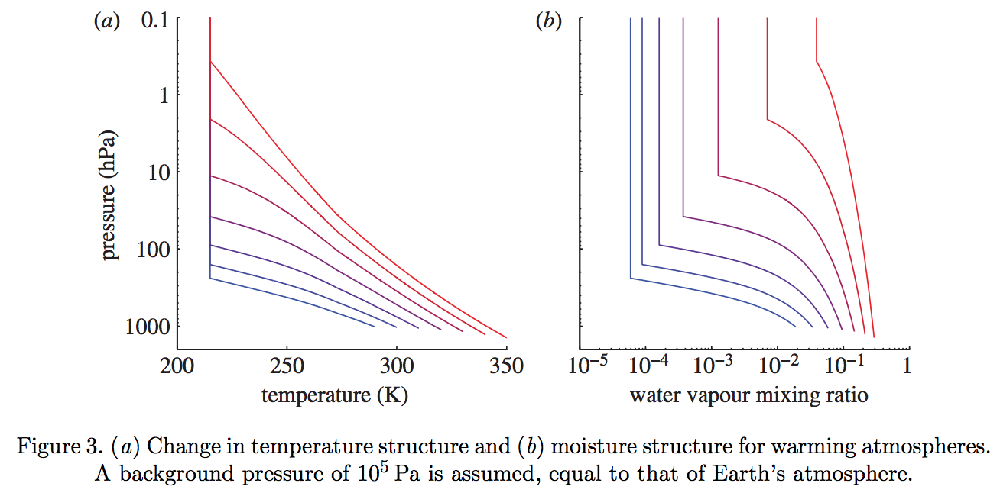 (a)
0.1
1
10
100
1000
pressure (hPa)
200 250 300 350
temperature (K)
(b)
10⁻⁵ 10⁻⁴ 10⁻³ 10⁻² 10⁻¹ 1
water vapour mixing ratio
Figure 3. (a) Change in temperature structure and (b) moisture structure for warming atmospheres.
A background pressure of 10⁵ Pa is assumed, equal to that of Earth’s atmosphere.